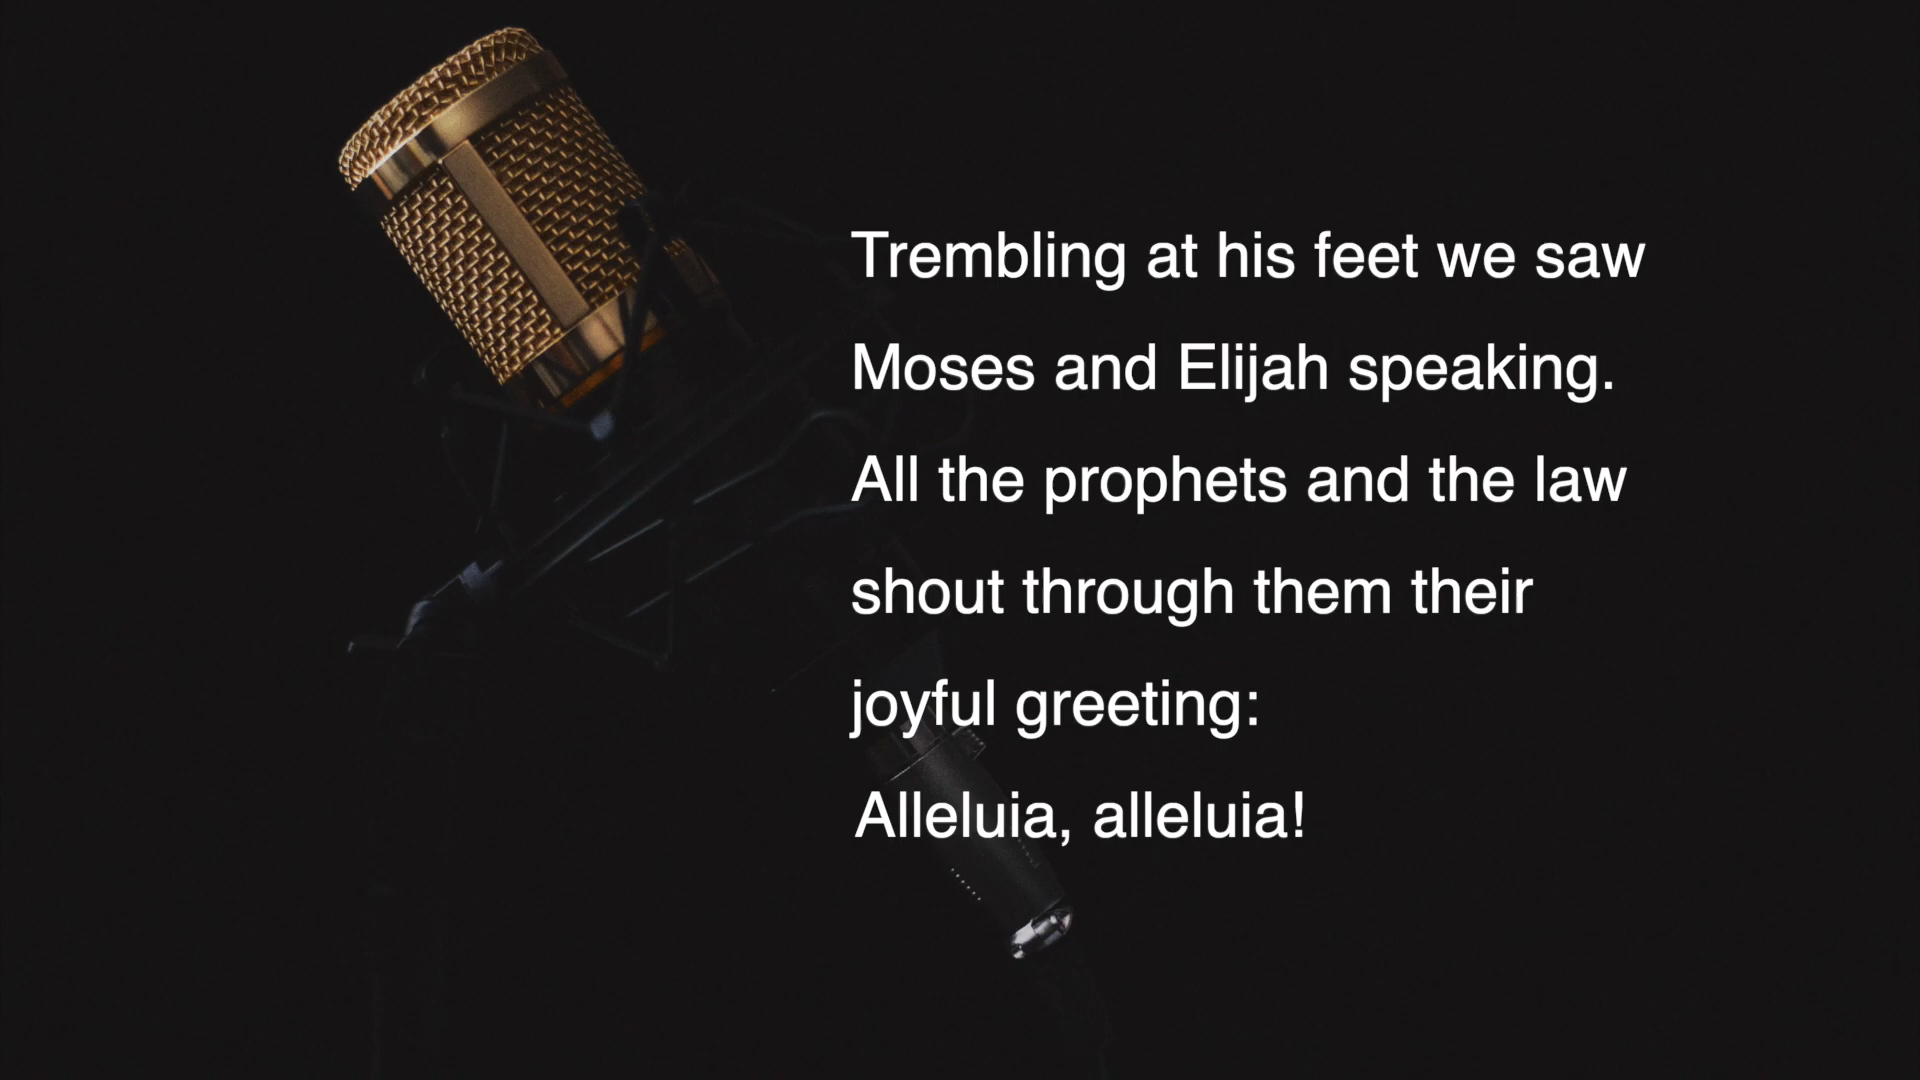 Trembling at his feet we saw
Moses and Elijah speaking.
All the prophets and the law
shout through them their
joyful greeting:
Alleluia, alleluia!